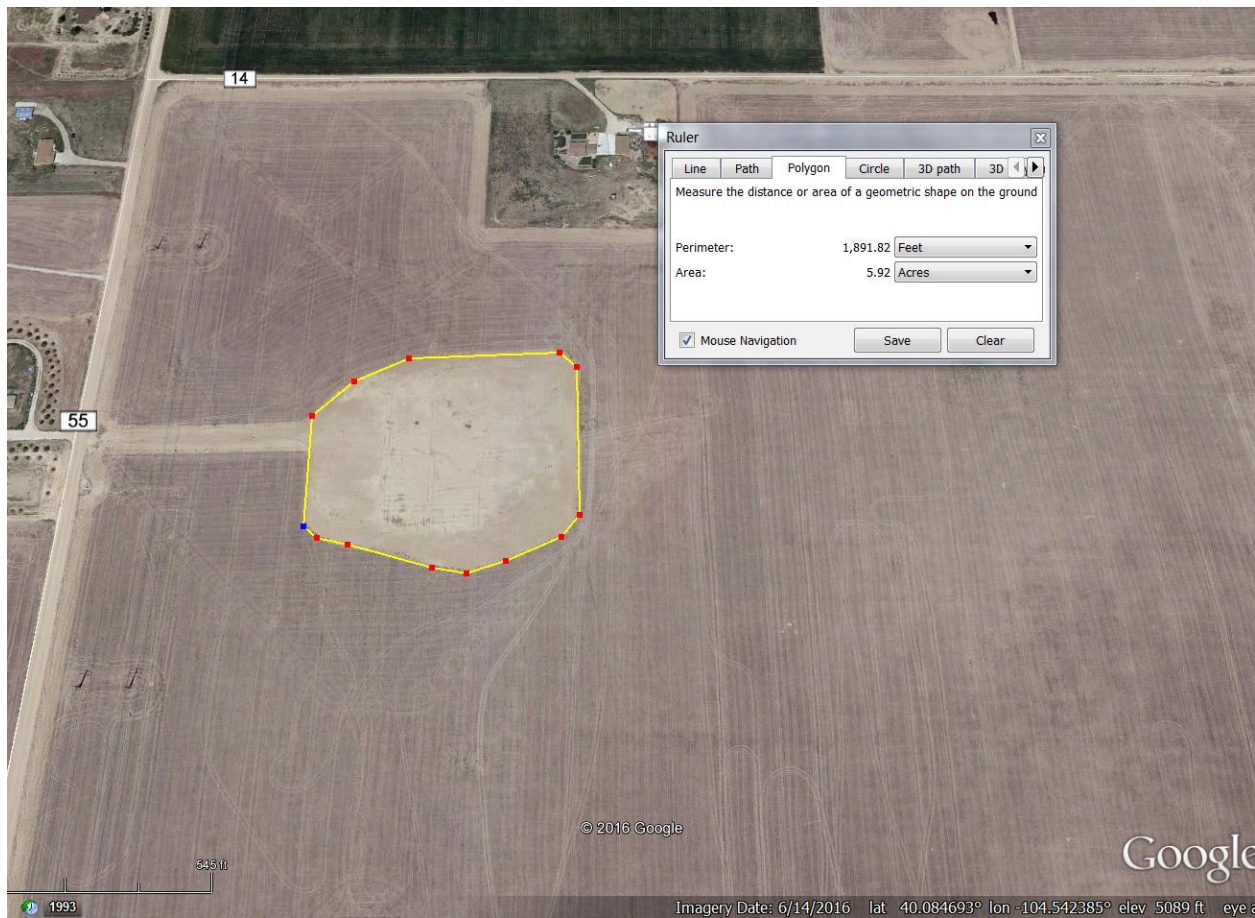 14
Ruler
Line Path Polygon Circle 3D path 3D
Measure the distance or area of a geometric shape on the ground
Perimeter: 1,891.82 Feet
Area: 5.92 Acres
Mouse Navigation Save Clear
55
© 2016 Google
545 ft
Google
1993 Imagery Date: 6/14/2016 lat 40.084693° lon -104.542385° elev 5089 ft eye a